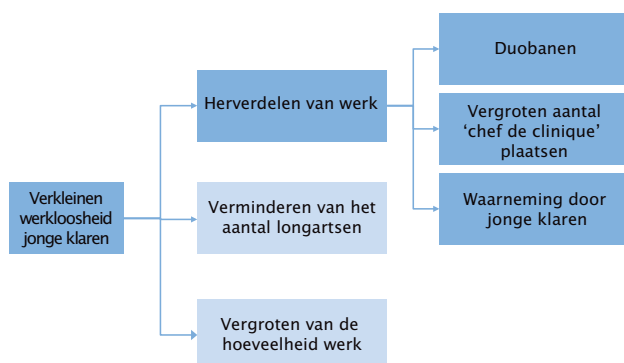 Verkleinen
werkloosheid
jonge klaren
Herverdelen van werk
Verminderen van het
aantal longartsen
Vergroten van de
hoeveelheid werk
Duobanen
Vergroten aantal
‘chef de clinique’
plaatsen
Waarneming door
jonge klaren